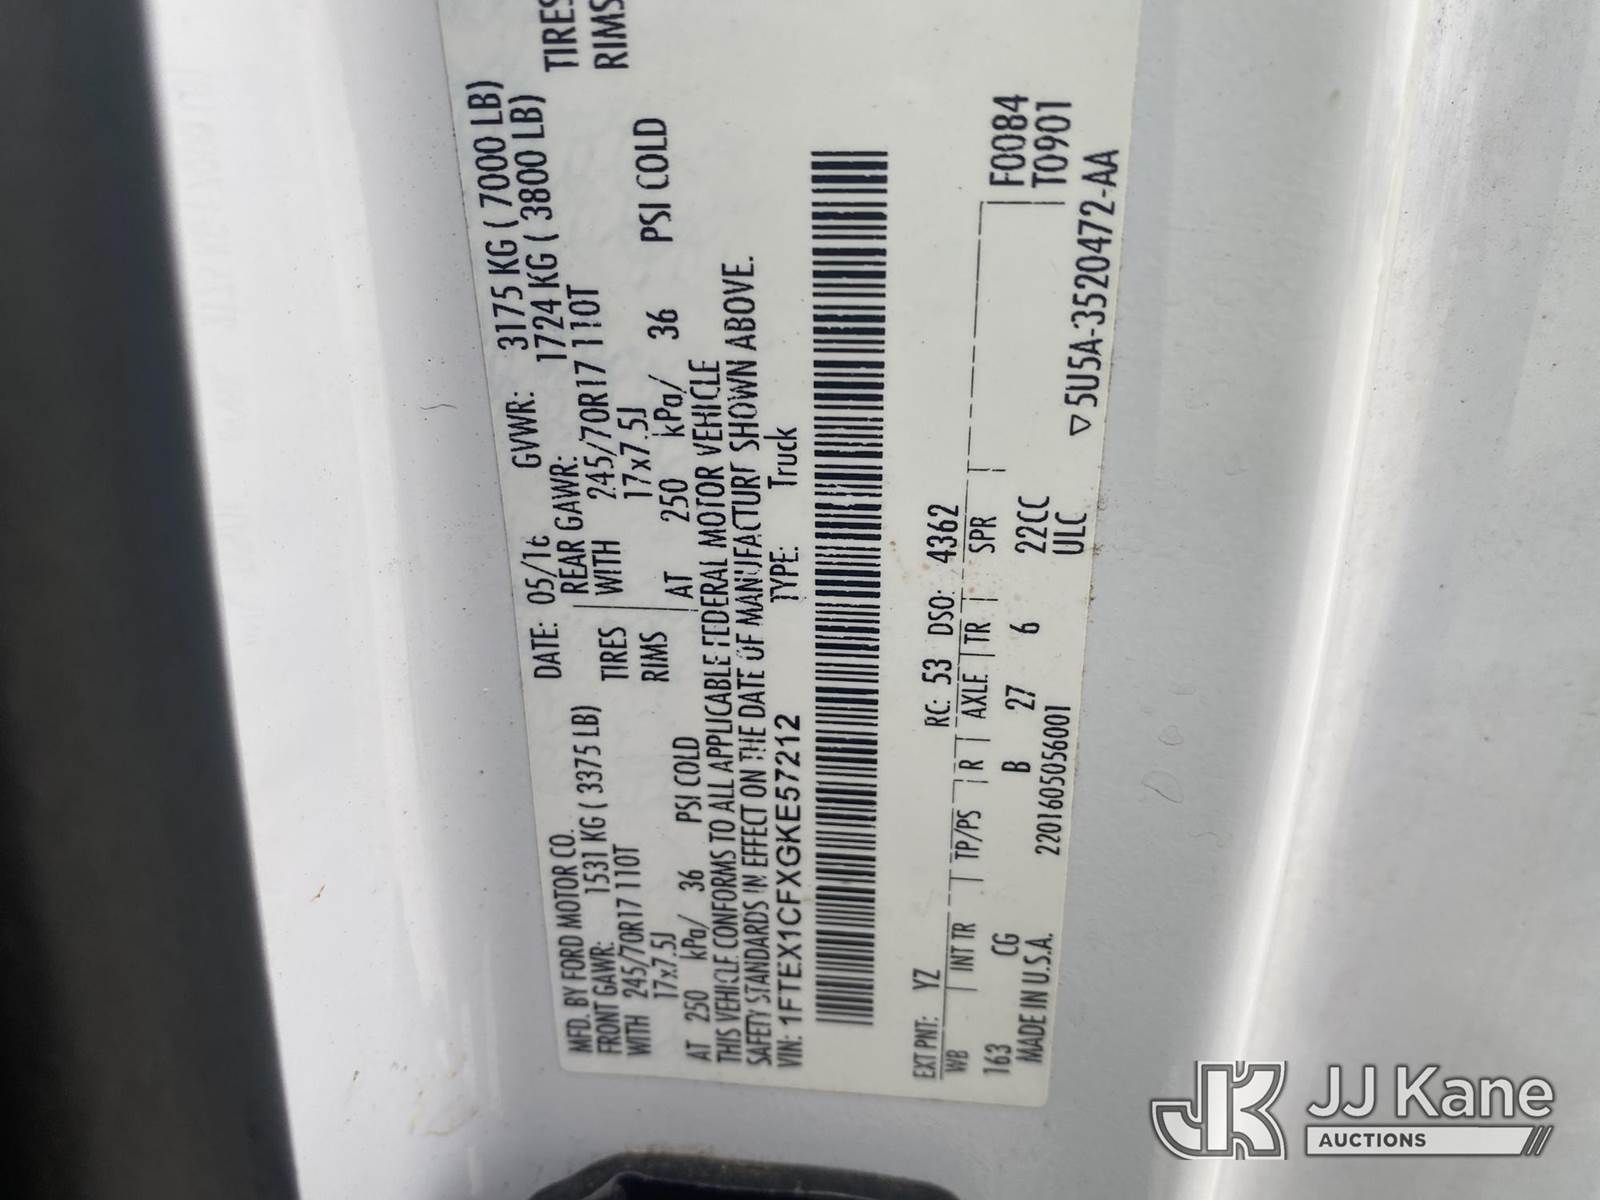 MFD. BY FORD MOTOR CO.
DATE: 05/16 GVWR: 3175 KG ( 7000 LB)
FRONT GAWR: 1531 KG ( 3375 LB)
REAR GAWR: 1724 KG ( 3800 LB)
WITH 245/70R17 110T TIRES
WITH 245/70R17 110T TIRES
17x7.5J RIMS
17x7.5J RIMS
AT 250 kPa/ 36 PSI COLD
AT 250 kPa/ 36 PSI COLD
THIS VEHICLE CONFORMS TO ALL APPLICABLE FEDERAL MOTOR VEHICLE
SAFETY STANDARDS IN EFFECT ON THE DATE OF MANUFACTURE SHOWN ABOVE.
VIN: 1FTEX1CFXGKE57212 TYPE: Truck
EXT PNT: YZ RC: 53 DSO: 4362
WB INT TR TP/PS R AXLE TR SPR
163 CG B 27 6 22CC
F0084
MADE IN U.S.A. 2201605056001 ULC
T0901
▽5U5A-3520472-AA
JK JJ Kane
AUCTIONS